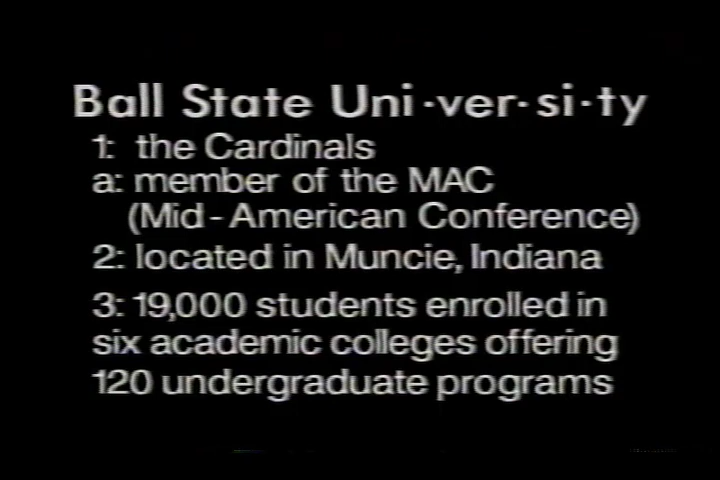 Ball State Uni·ver·si·ty
1: the Cardinals
a: member of the MAC
(Mid-American Conference)
2: located in Muncie, Indiana
3: 19,000 students enrolled in
six academic colleges offering
120 undergraduate programs